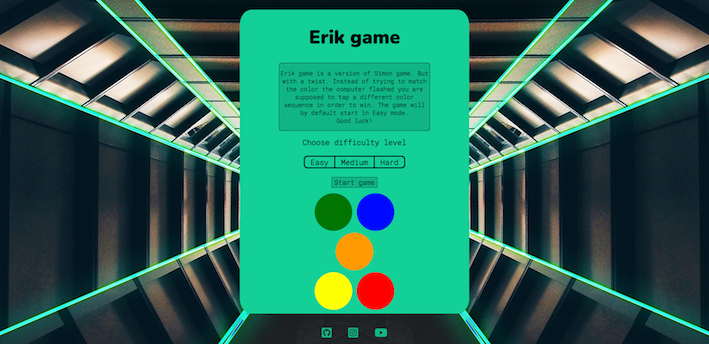 Erik game
Erik game is a version of Simon game. But
with a twist. Instead of trying to match
the color the computer flashed you are
supposed to tap a different color
sequence in order to win. The game will
by default start in Easy mode.
Good luck!
Choose difficulty level
Easy Medium Hard
Start game